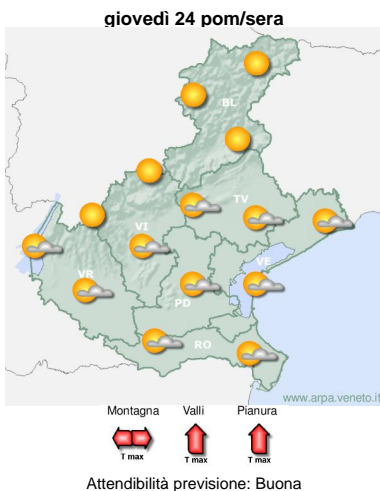 giovedì 24 pom/sera
BL
TV
VI
VE
VR
PD
RO
www.arpa.veneto.it
Montagna Valli Pianura
T max T max T max
Attendibilità previsione: Buona